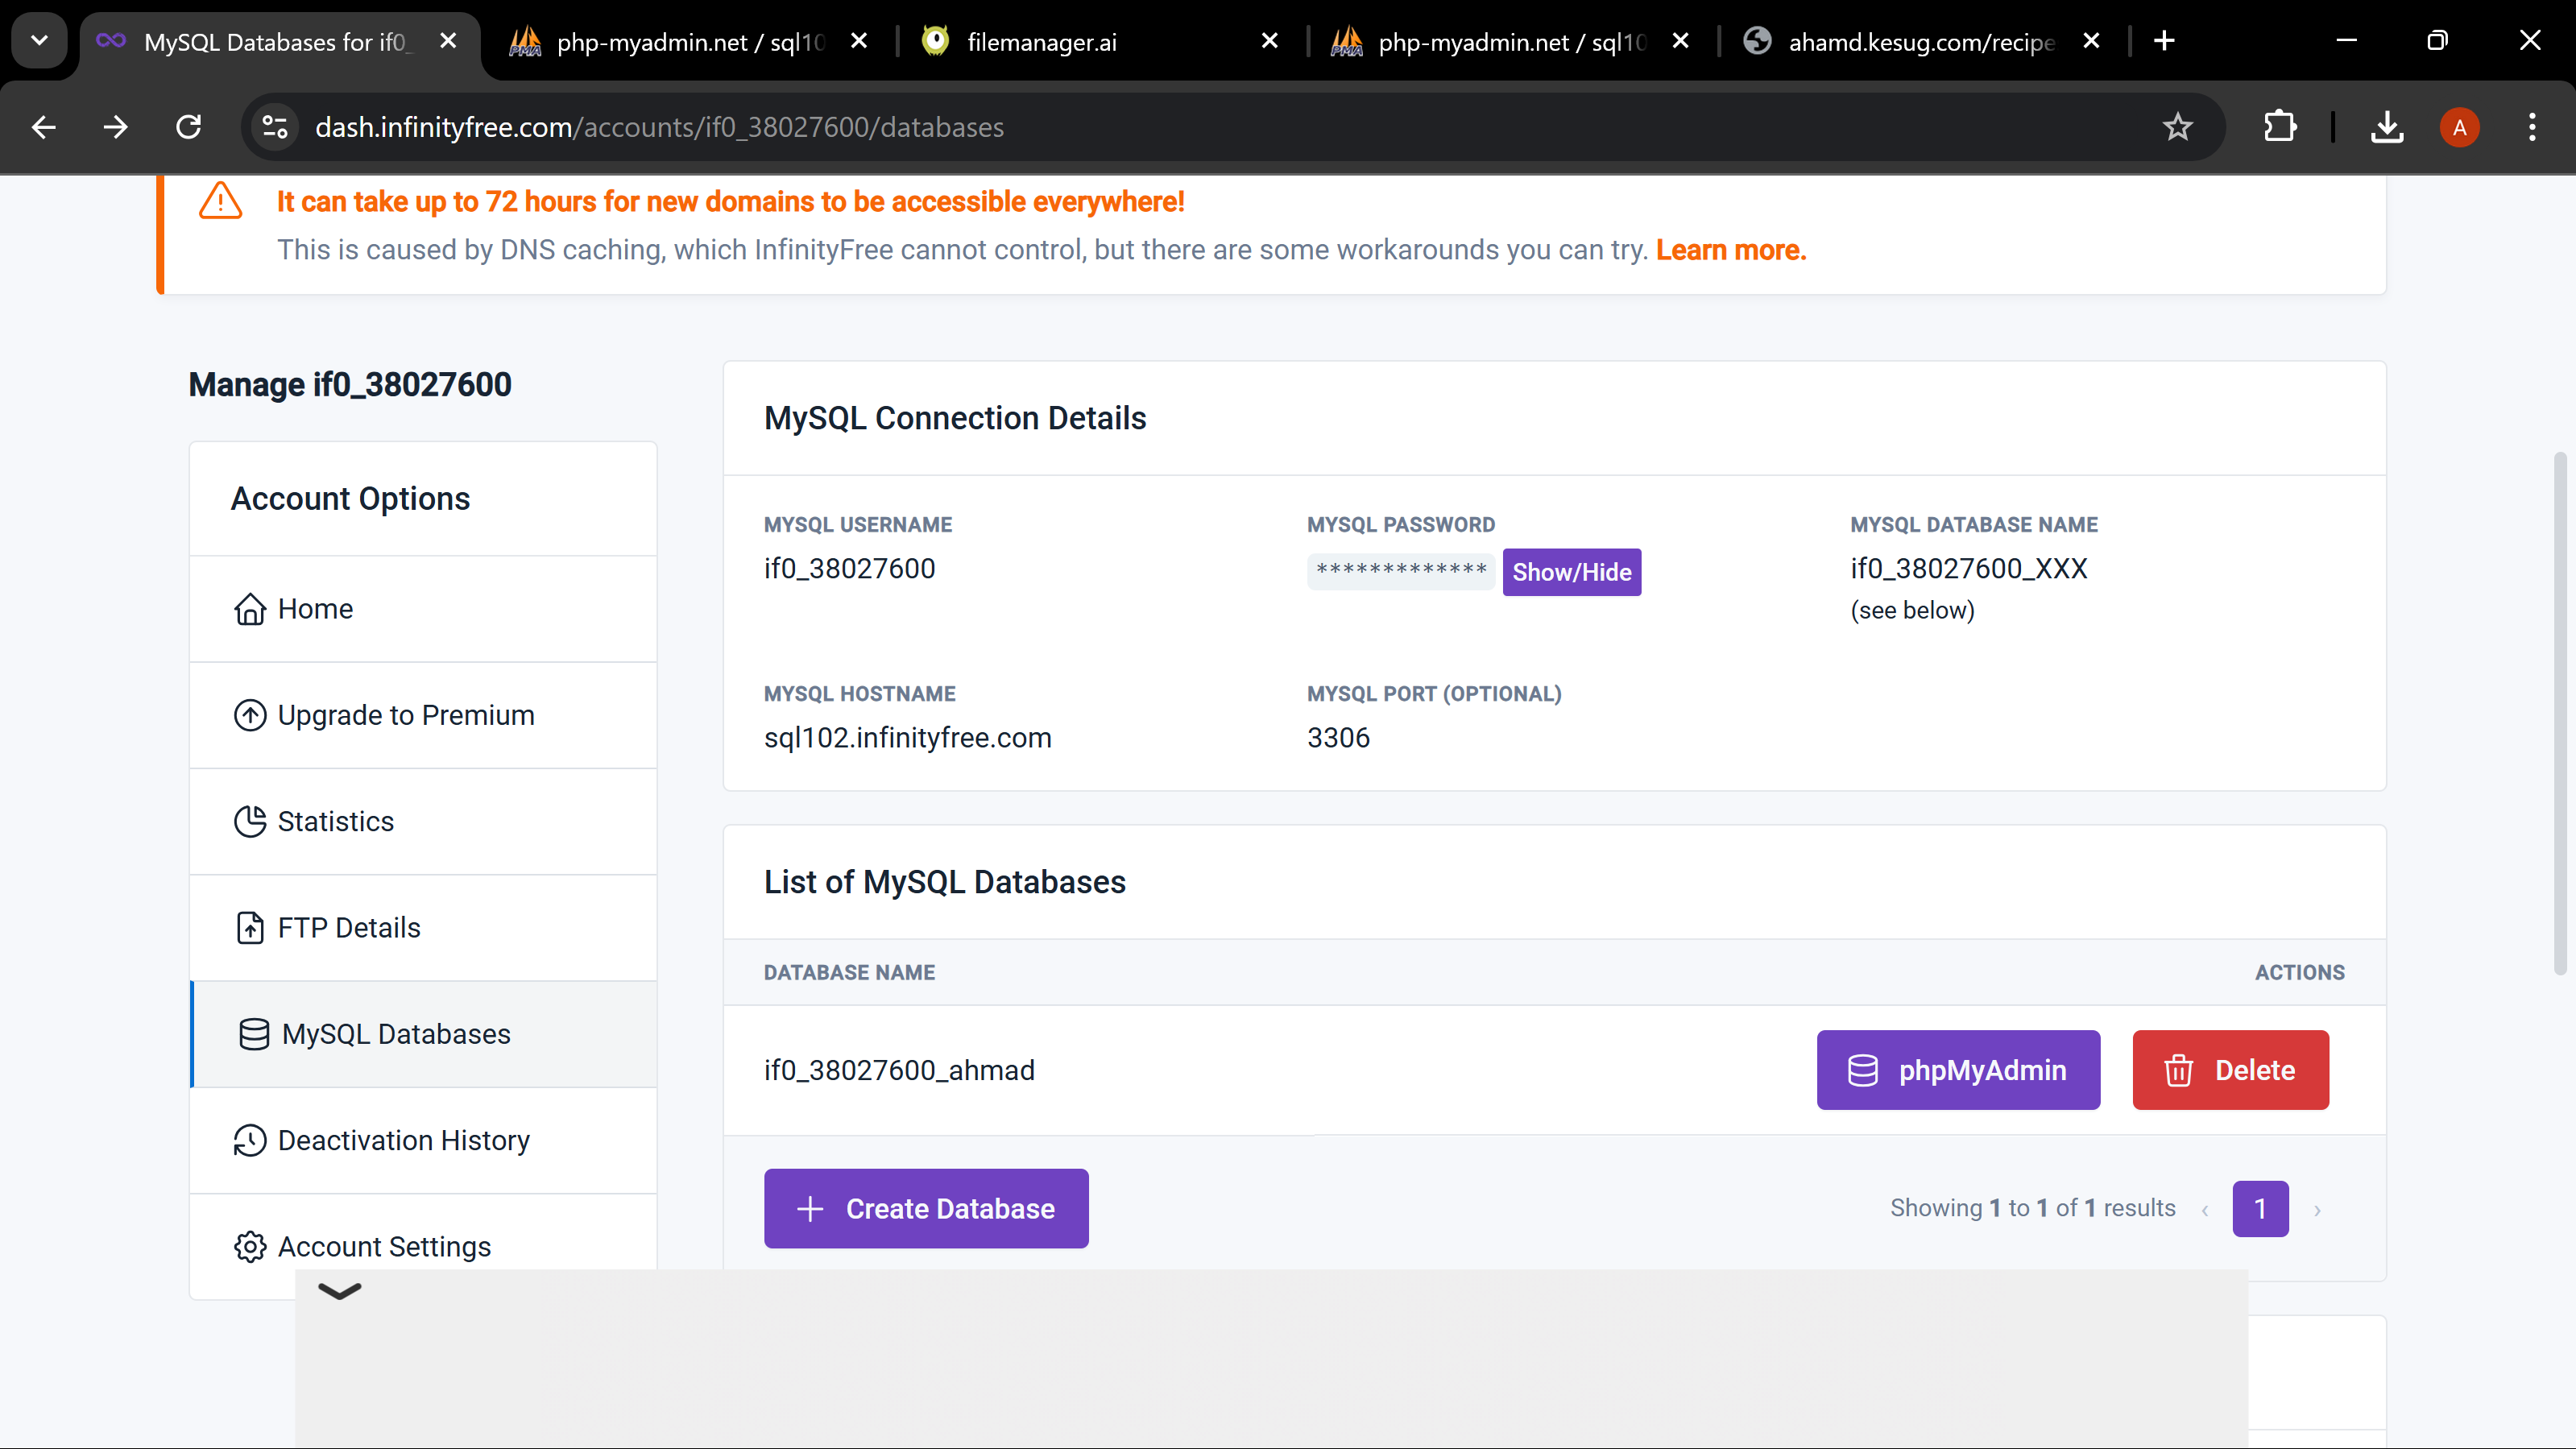 MySQL Databases for if0_
php-myadmin.net / sql10
filemanager.ai
php-myadmin.net / sql10
ahamd.kesug.com/recipe
dash.infinityfree.com/accounts/if0_38027600/databases
A
It can take up to 72 hours for new domains to be accessible everywhere!
This is caused by DNS caching, which InfinityFree cannot control, but there are some workarounds you can try. Learn more.
Manage if0_38027600
Account Options
Home
Upgrade to Premium
Statistics
FTP Details
MySQL Databases
Deactivation History
Account Settings
MySQL Connection Details
MYSQL USERNAME
if0_38027600
MYSQL PASSWORD
************* Show/Hide
MYSQL DATABASE NAME
if0_38027600_XXX
(see below)
MYSQL HOSTNAME
sql102.infinityfree.com
MYSQL PORT (OPTIONAL)
3306
List of MySQL Databases
DATABASE NAME ACTIONS
if0_38027600_ahmad phpMyAdmin Delete
Create Database Showing 1 to 1 of 1 results ‹ 1 ›